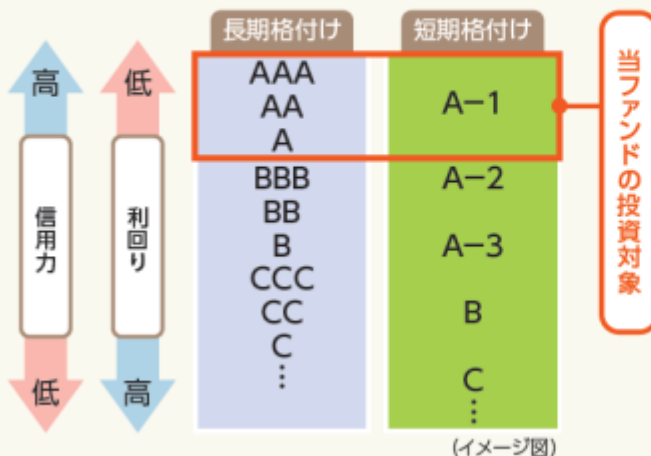 長期格付け
短期格付け
高
信用力
低
低
利回り
高
AAA
AA
A
BBB
BB
B
CCC
CC
C
⋮
A-1
A-2
A-3
B
C
⋮
当ファンドの投資対象
(イメージ図)